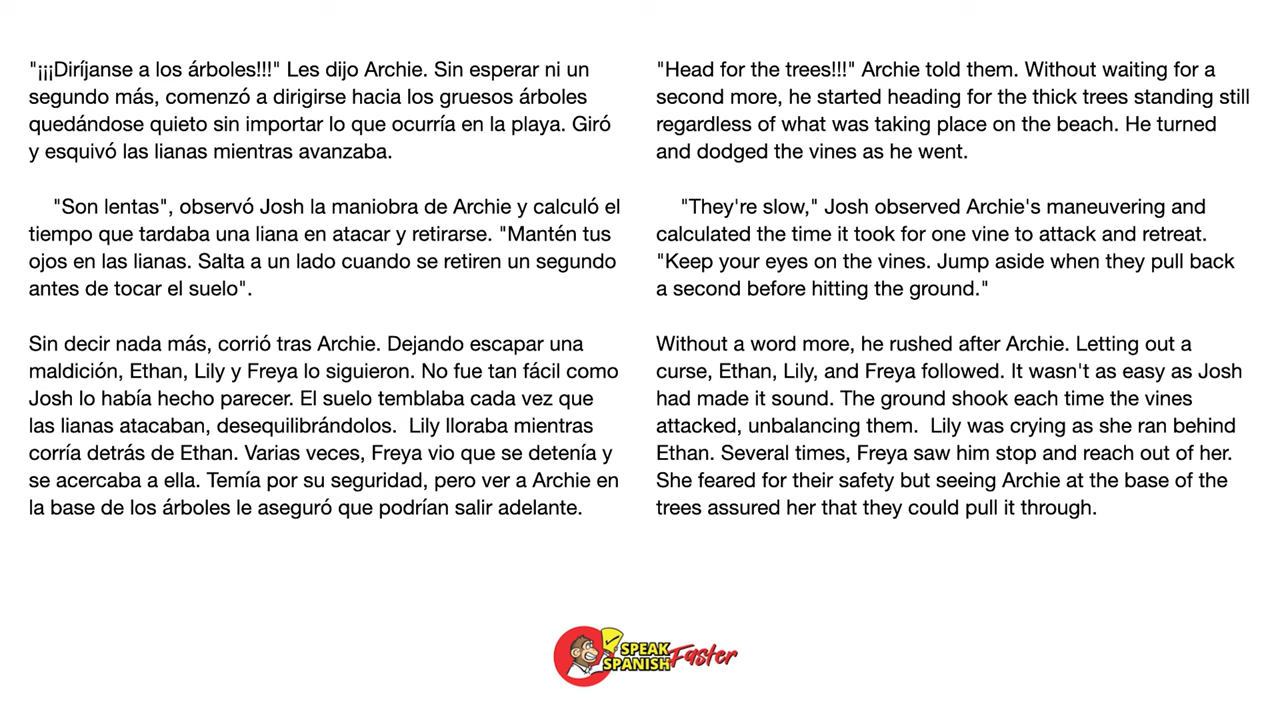 "¡¡¡Diríjanse a los árboles!!!" Les dijo Archie. Sin esperar ni un
segundo más, comenzó a dirigirse hacia los gruesos árboles
quedándose quieto sin importar lo que ocurría en la playa. Giró
y esquivó las lianas mientras avanzaba.
"Son lentas", observó Josh la maniobra de Archie y calculó el
tiempo que tardaba una liana en atacar y retirarse. "Mantén tus
ojos en las lianas. Salta a un lado cuando se retiren un segundo
antes de tocar el suelo".
Sin decir nada más, corrió tras Archie. Dejando escapar una
maldición, Ethan, Lily y Freya lo siguieron. No fue tan fácil como
Josh lo había hecho parecer. El suelo temblaba cada vez que
las lianas atacaban, desequilibrándolos.  Lily lloraba mientras
corría detrás de Ethan. Varias veces, Freya vio que se detenía y
se acercaba a ella. Temía por su seguridad, pero ver a Archie en
la base de los árboles le aseguró que podrían salir adelante.
"Head for the trees!!!" Archie told them. Without waiting for a
second more, he started heading for the thick trees standing still
regardless of what was taking place on the beach. He turned
and dodged the vines as he went.
"They're slow," Josh observed Archie's maneuvering and
calculated the time it took for one vine to attack and retreat.
"Keep your eyes on the vines. Jump aside when they pull back
a second before hitting the ground."
Without a word more, he rushed after Archie. Letting out a
curse, Ethan, Lily, and Freya followed. It wasn't as easy as Josh
had made it sound. The ground shook each time the vines
attacked, unbalancing them.  Lily was crying as she ran behind
Ethan. Several times, Freya saw him stop and reach out of her.
She feared for their safety but seeing Archie at the base of the
trees assured her that they could pull it through.
SPEAK
SPANISH Faster